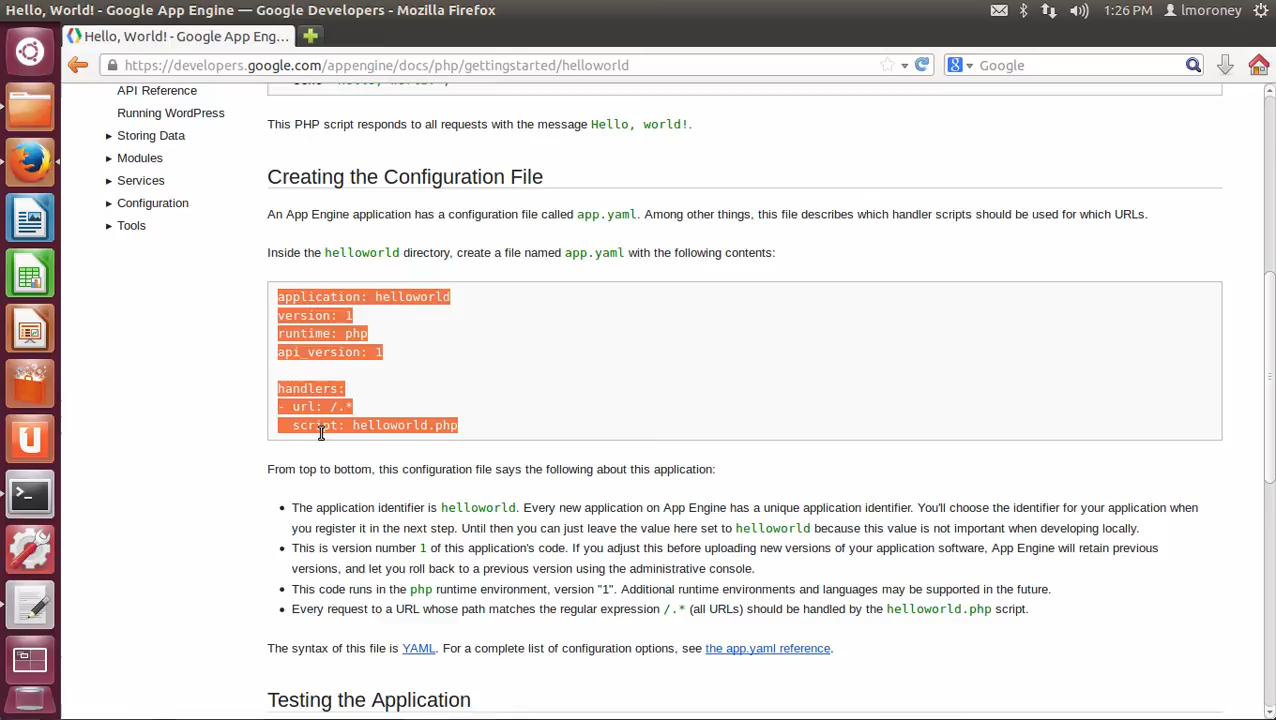 Hello, World! - Google App Engine — Google Developers - Mozilla Firefox
1:26 PM
lmoroney
Hello, World! - Google App Eng...
https://developers.google.com/appengine/docs/php/gettingstarted/helloworld
Google
API Reference
Running WordPress
Storing Data
Modules
Services
Configuration
Tools
This PHP script responds to all requests with the message Hello, world!.
Creating the Configuration File
An App Engine application has a configuration file called app.yaml. Among other things, this file describes which handler scripts should be used for which URLs.
Inside the helloworld directory, create a file named app.yaml with the following contents:
application: helloworld
version: 1
runtime: php
api_version: 1
handlers:
- url: /.*
  script: helloworld.php
From top to bottom, this configuration file says the following about this application:
• The application identifier is helloworld. Every new application on App Engine has a unique application identifier. You'll choose the identifier for your application when
you register it in the next step. Until then you can just leave the value here set to helloworld because this value is not important when developing locally.
• This is version number 1 of this application's code. If you adjust this before uploading new versions of your application software, App Engine will retain previous
versions, and let you roll back to a previous version using the administrative console.
• This code runs in the php runtime environment, version "1". Additional runtime environments and languages may be supported in the future.
• Every request to a URL whose path matches the regular expression /.* (all URLs) should be handled by the helloworld.php script.
The syntax of this file is YAML. For a complete list of configuration options, see the app.yaml reference.
Testing the Application